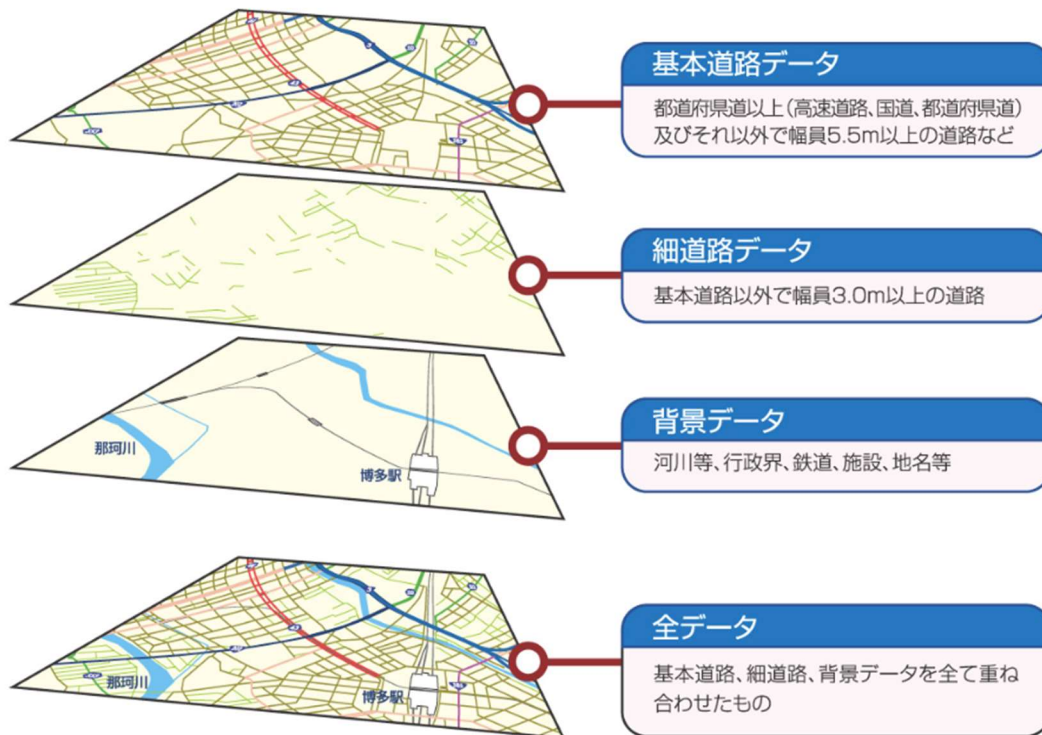 基本道路データ
都道府県道以上(高速道路、国道、都道府県道)
及びそれ以外で幅員5.5m以上の道路など
細道路データ
基本道路以外で幅員3.0m以上の道路
背景データ
河川等、行政界、鉄道、施設、地名等
那珂川
博多駅
全データ
基本道路、細道路、背景データを全て重ね
合わせたもの
那珂川
博多駅